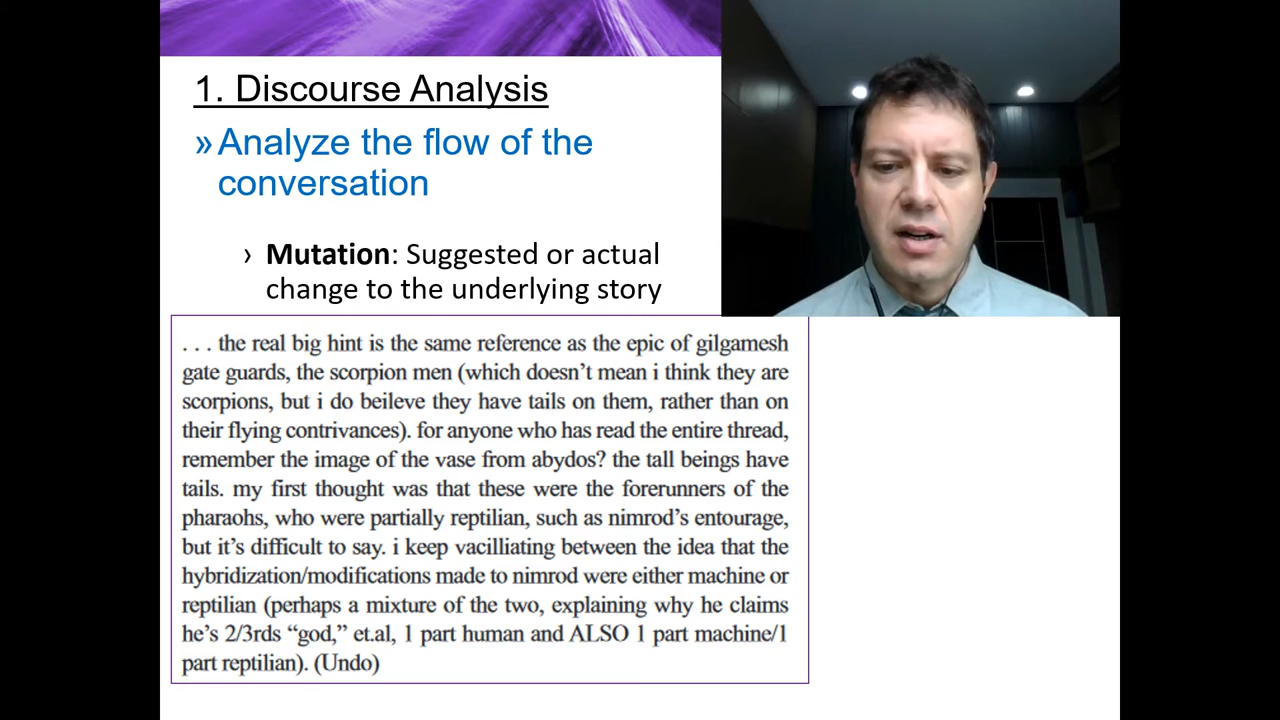 1. Discourse Analysis
» Analyze the flow of the
conversation
› Mutation: Suggested or actual
change to the underlying story
. . . the real big hint is the same reference as the epic of gilgamesh
gate guards, the scorpion men (which doesn’t mean i think they are
scorpions, but i do beileve they have tails on them, rather than on
their flying contrivances). for anyone who has read the entire thread,
remember the image of the vase from abydos? the tall beings have
tails. my first thought was that these were the forerunners of the
pharaohs, who were partially reptilian, such as nimrod’s entourage,
but it’s difficult to say. i keep vacilliating between the idea that the
hybridization/modifications made to nimrod were either machine or
reptilian (perhaps a mixture of the two, explaining why he claims
he’s 2/3rds “god,” et.al, 1 part human and ALSO 1 part machine/1
part reptilian). (Undo)